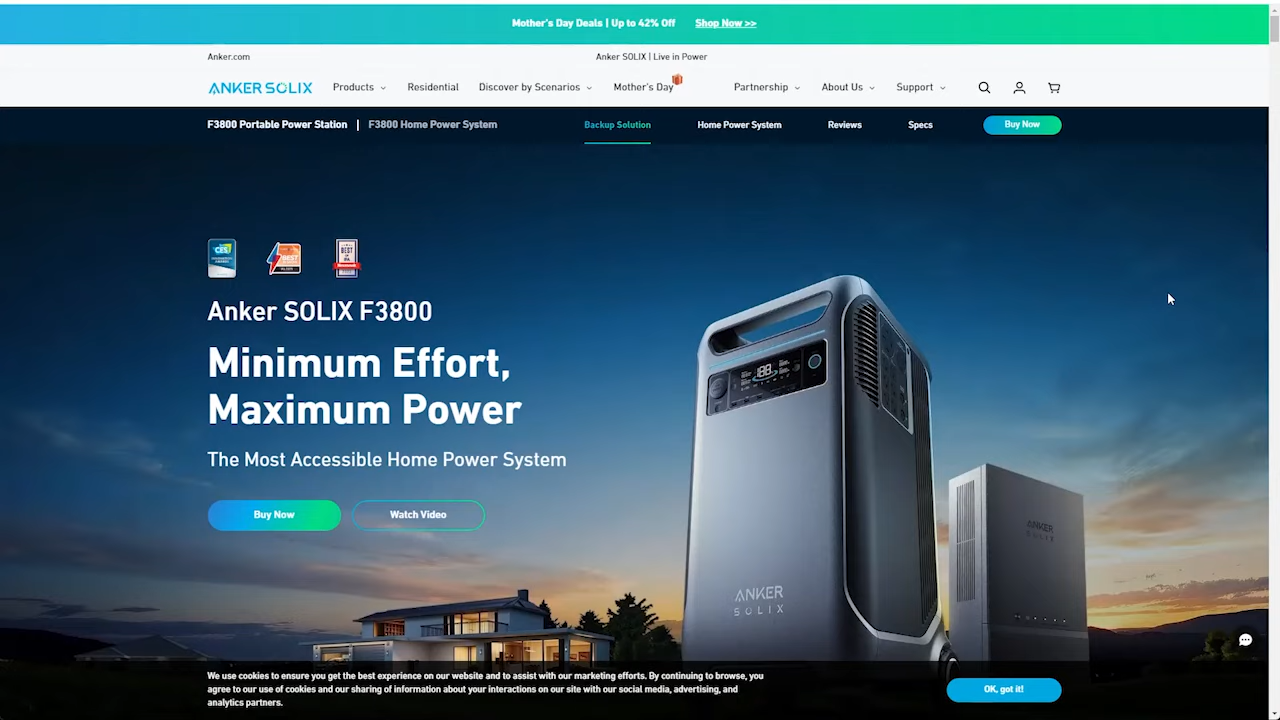 Mother's Day Deals | Up to 42% Off Shop Now >>
Anker.com
Anker SOLIX | Live in Power
ANKER SOLIX Products Residential Discover by Scenarios Mother's Day Partnership About Us Support
F3800 Portable Power Station | F3800 Home Power System Backup Solution Home Power System Reviews Specs Buy Now
CES
BEST
BEST
Anker SOLIX F3800
Minimum Effort,
Maximum Power
The Most Accessible Home Power System
Buy Now Watch Video
ANKER
SOLIX
ANKER
SOLIX
We use cookies to ensure you get the best experience on our website and to assist with our marketing efforts. By continuing to browse, you
agree to our use of cookies and our sharing of information about your interactions on our site with our social media, advertising, and
analytics partners.
OK, got it!